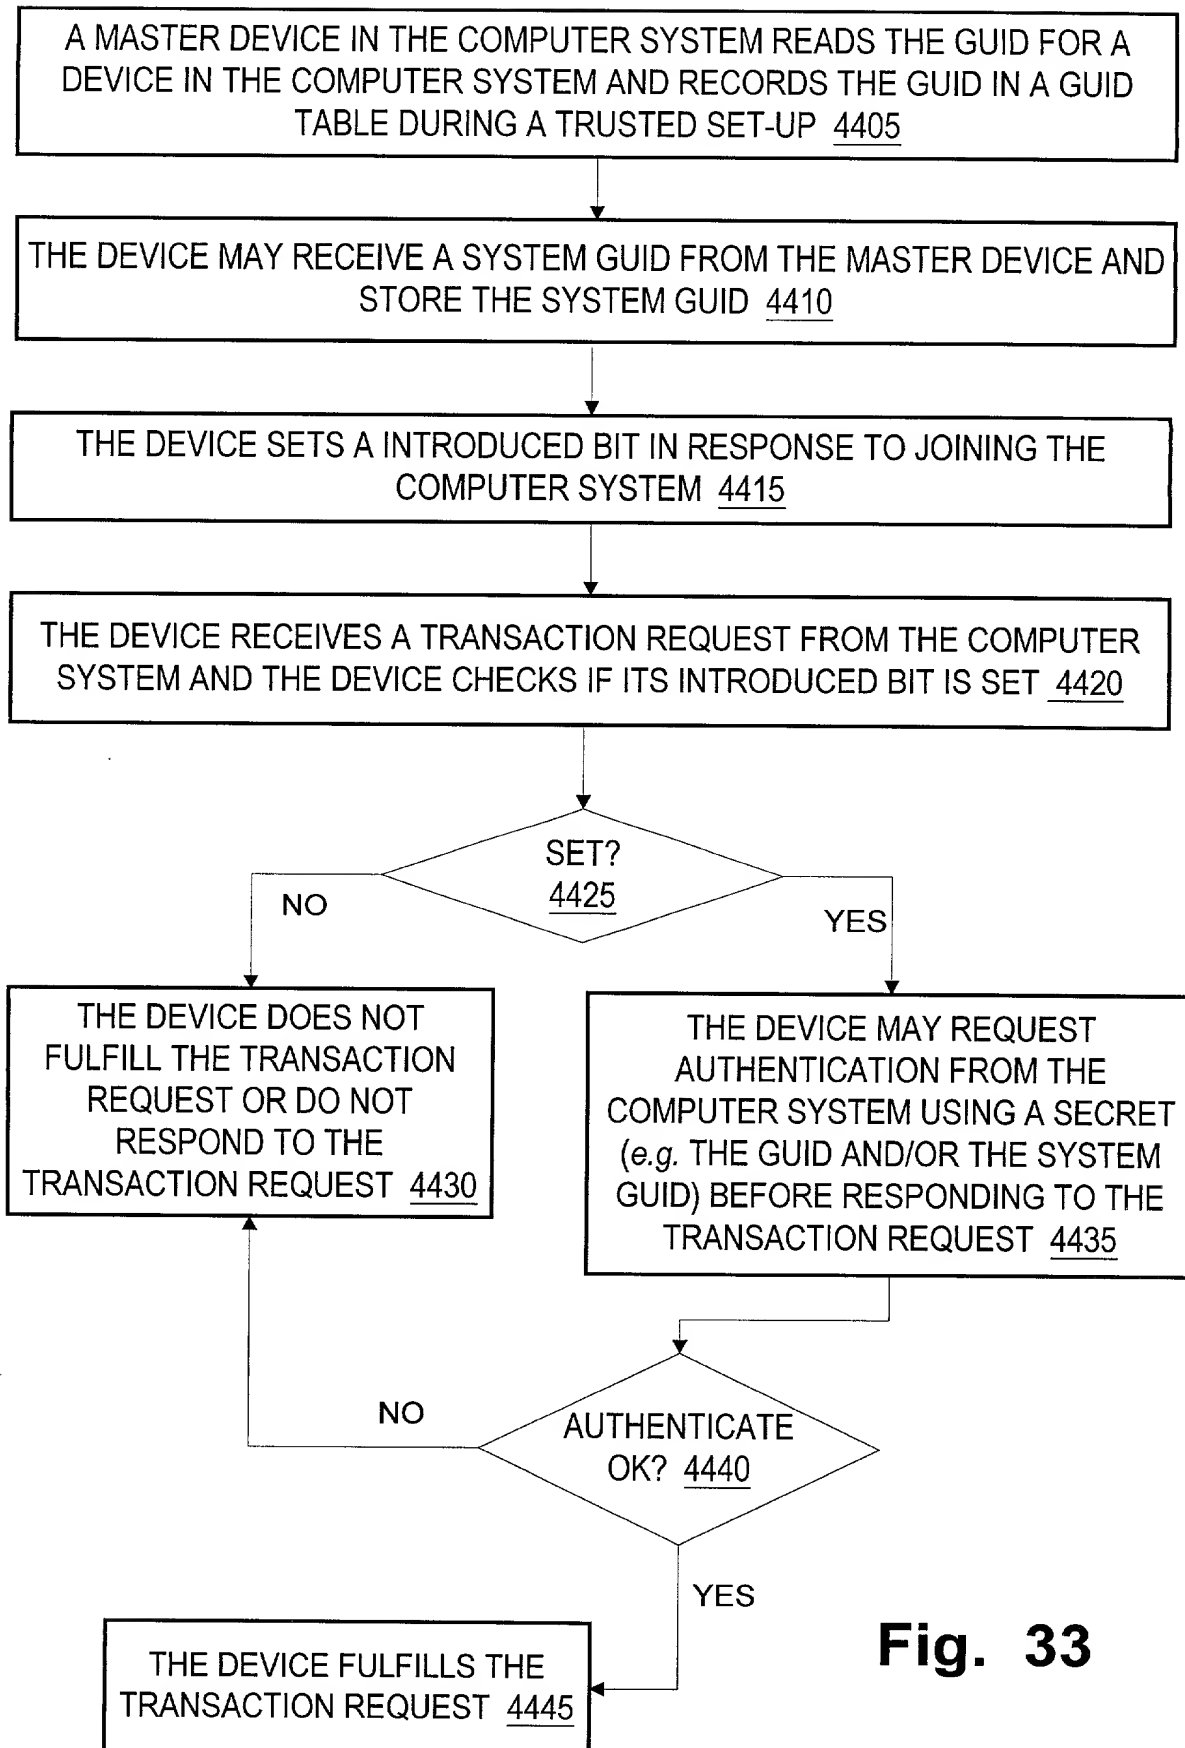 A MASTER DEVICE IN THE COMPUTER SYSTEM READS THE GUID FOR A
DEVICE IN THE COMPUTER SYSTEM AND RECORDS THE GUID IN A GUID
TABLE DURING A TRUSTED SET-UP 4405
THE DEVICE MAY RECEIVE A SYSTEM GUID FROM THE MASTER DEVICE AND
STORE THE SYSTEM GUID 4410
THE DEVICE SETS A INTRODUCED BIT IN RESPONSE TO JOINING THE
COMPUTER SYSTEM 4415
THE DEVICE RECEIVES A TRANSACTION REQUEST FROM THE COMPUTER
SYSTEM AND THE DEVICE CHECKS IF ITS INTRODUCED BIT IS SET 4420
SET?
4425
NO
YES
THE DEVICE DOES NOT
FULFILL THE TRANSACTION
REQUEST OR DO NOT
RESPOND TO THE
TRANSACTION REQUEST 4430
THE DEVICE MAY REQUEST
AUTHENTICATION FROM THE
COMPUTER SYSTEM USING A SECRET
(e.g. THE GUID AND/OR THE SYSTEM
GUID) BEFORE RESPONDING TO THE
TRANSACTION REQUEST 4435
NO
AUTHENTICATE
OK? 4440
YES
THE DEVICE FULFILLS THE
TRANSACTION REQUEST 4445
Fig. 33